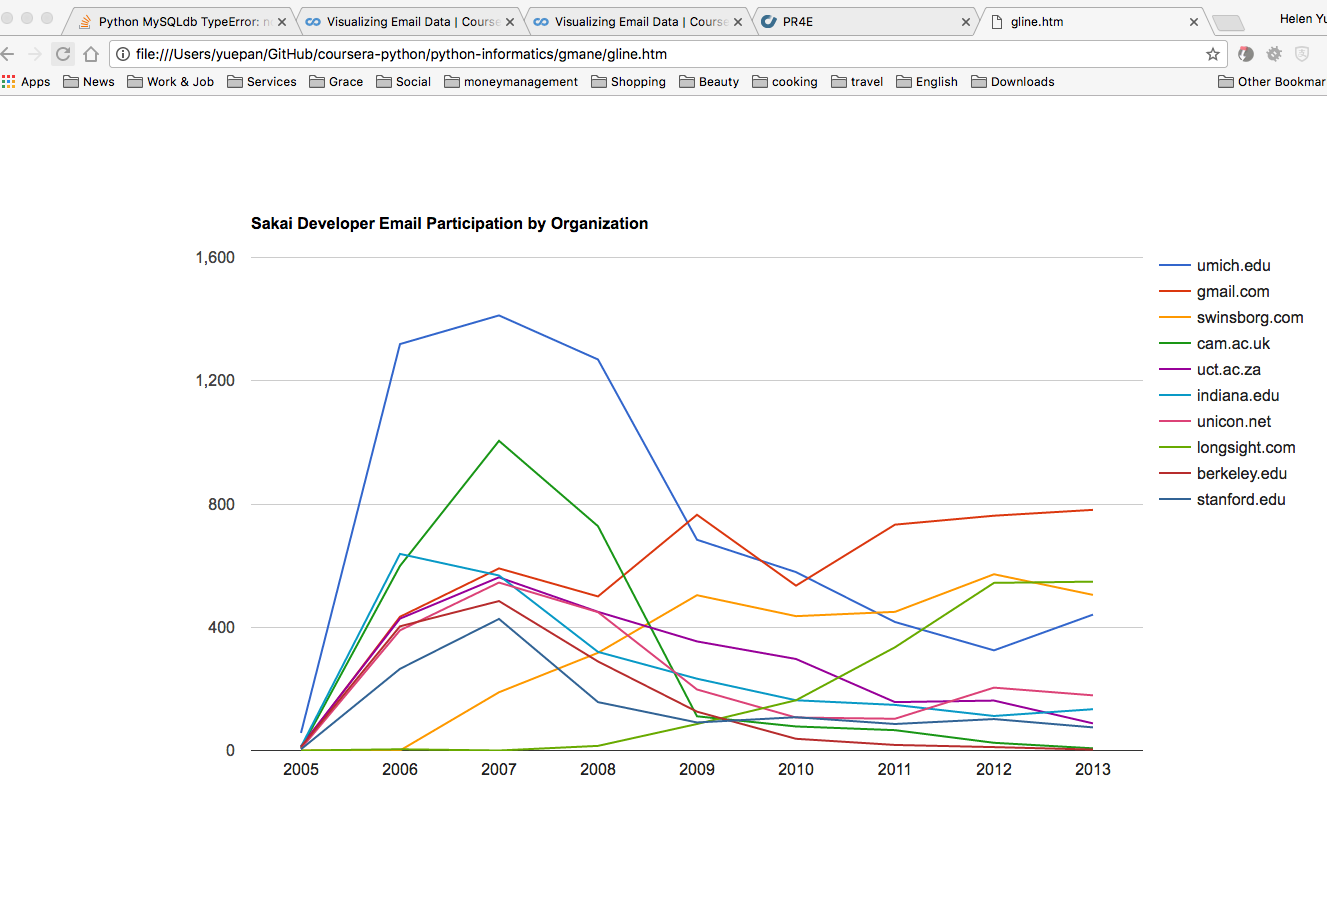 Python MySQLdb TypeError: no
Visualizing Email Data | Course
Visualizing Email Data | Course
PR4E
gline.htm
Helen Yu
file:///Users/yuepan/GitHub/coursera-python/python-informatics/gmane/gline.htm
Apps News Work & Job Services Grace Social moneymanagement Shopping Beauty cooking travel English Downloads Other Bookmar
Sakai Developer Email Participation by Organization
1,600
1,200
800
400
0
2005 2006 2007 2008 2009 2010 2011 2012 2013
umich.edu
gmail.com
swinsborg.com
cam.ac.uk
uct.ac.za
indiana.edu
unicon.net
longsight.com
berkeley.edu
stanford.edu